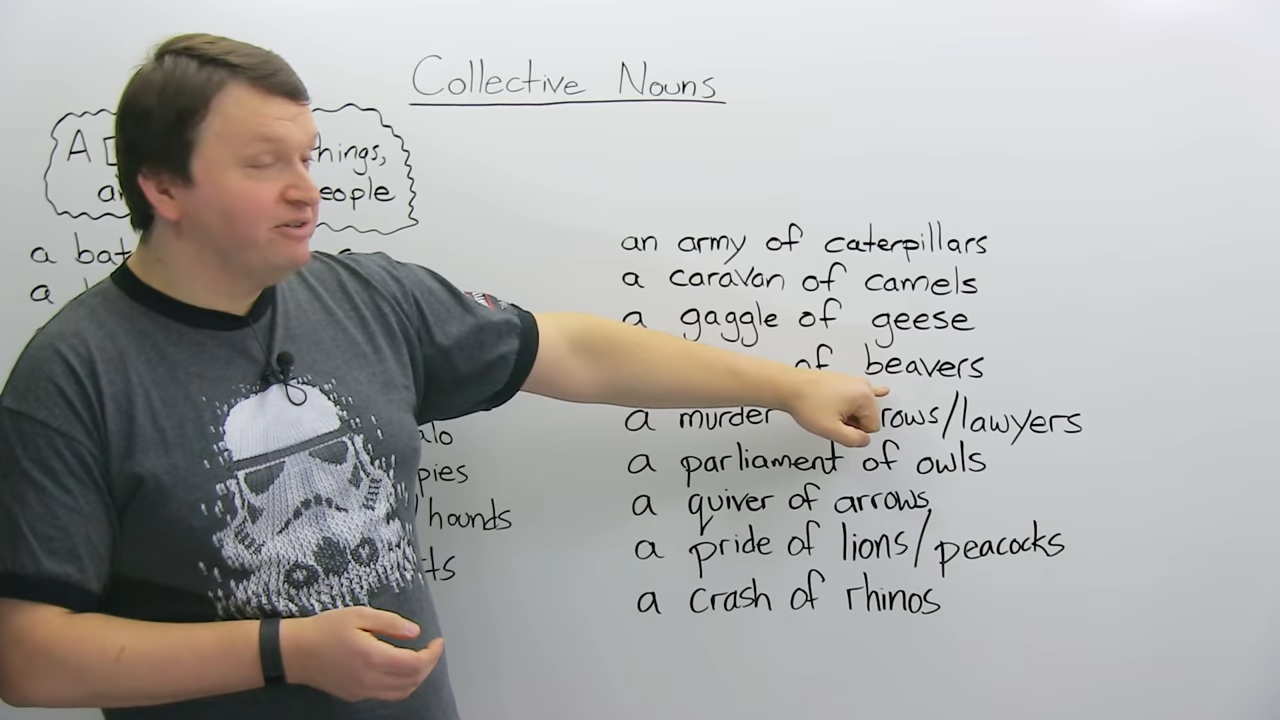 Collective Nouns
A hings,
eople
a bat
a
alo
pies
/hounds
ts
an army of caterpillars
a caravan of camels
a gaggle of geese
of beavers
a murder rows/lawyers
a parliament of owls
a quiver of arrows
a pride of lions/peacocks
a crash of rhinos